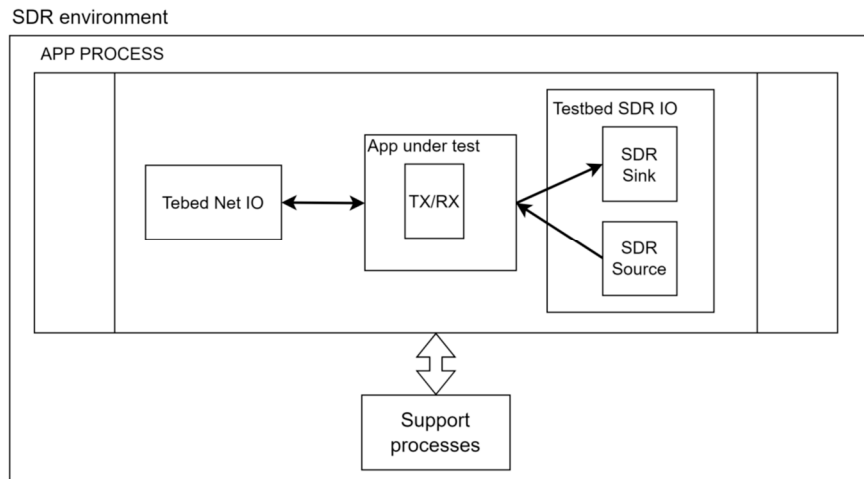 SDR environment
APP PROCESS
Tebed Net IO
App under test
TX/RX
Testbed SDR IO
SDR
Sink
SDR
Source
Support
processes